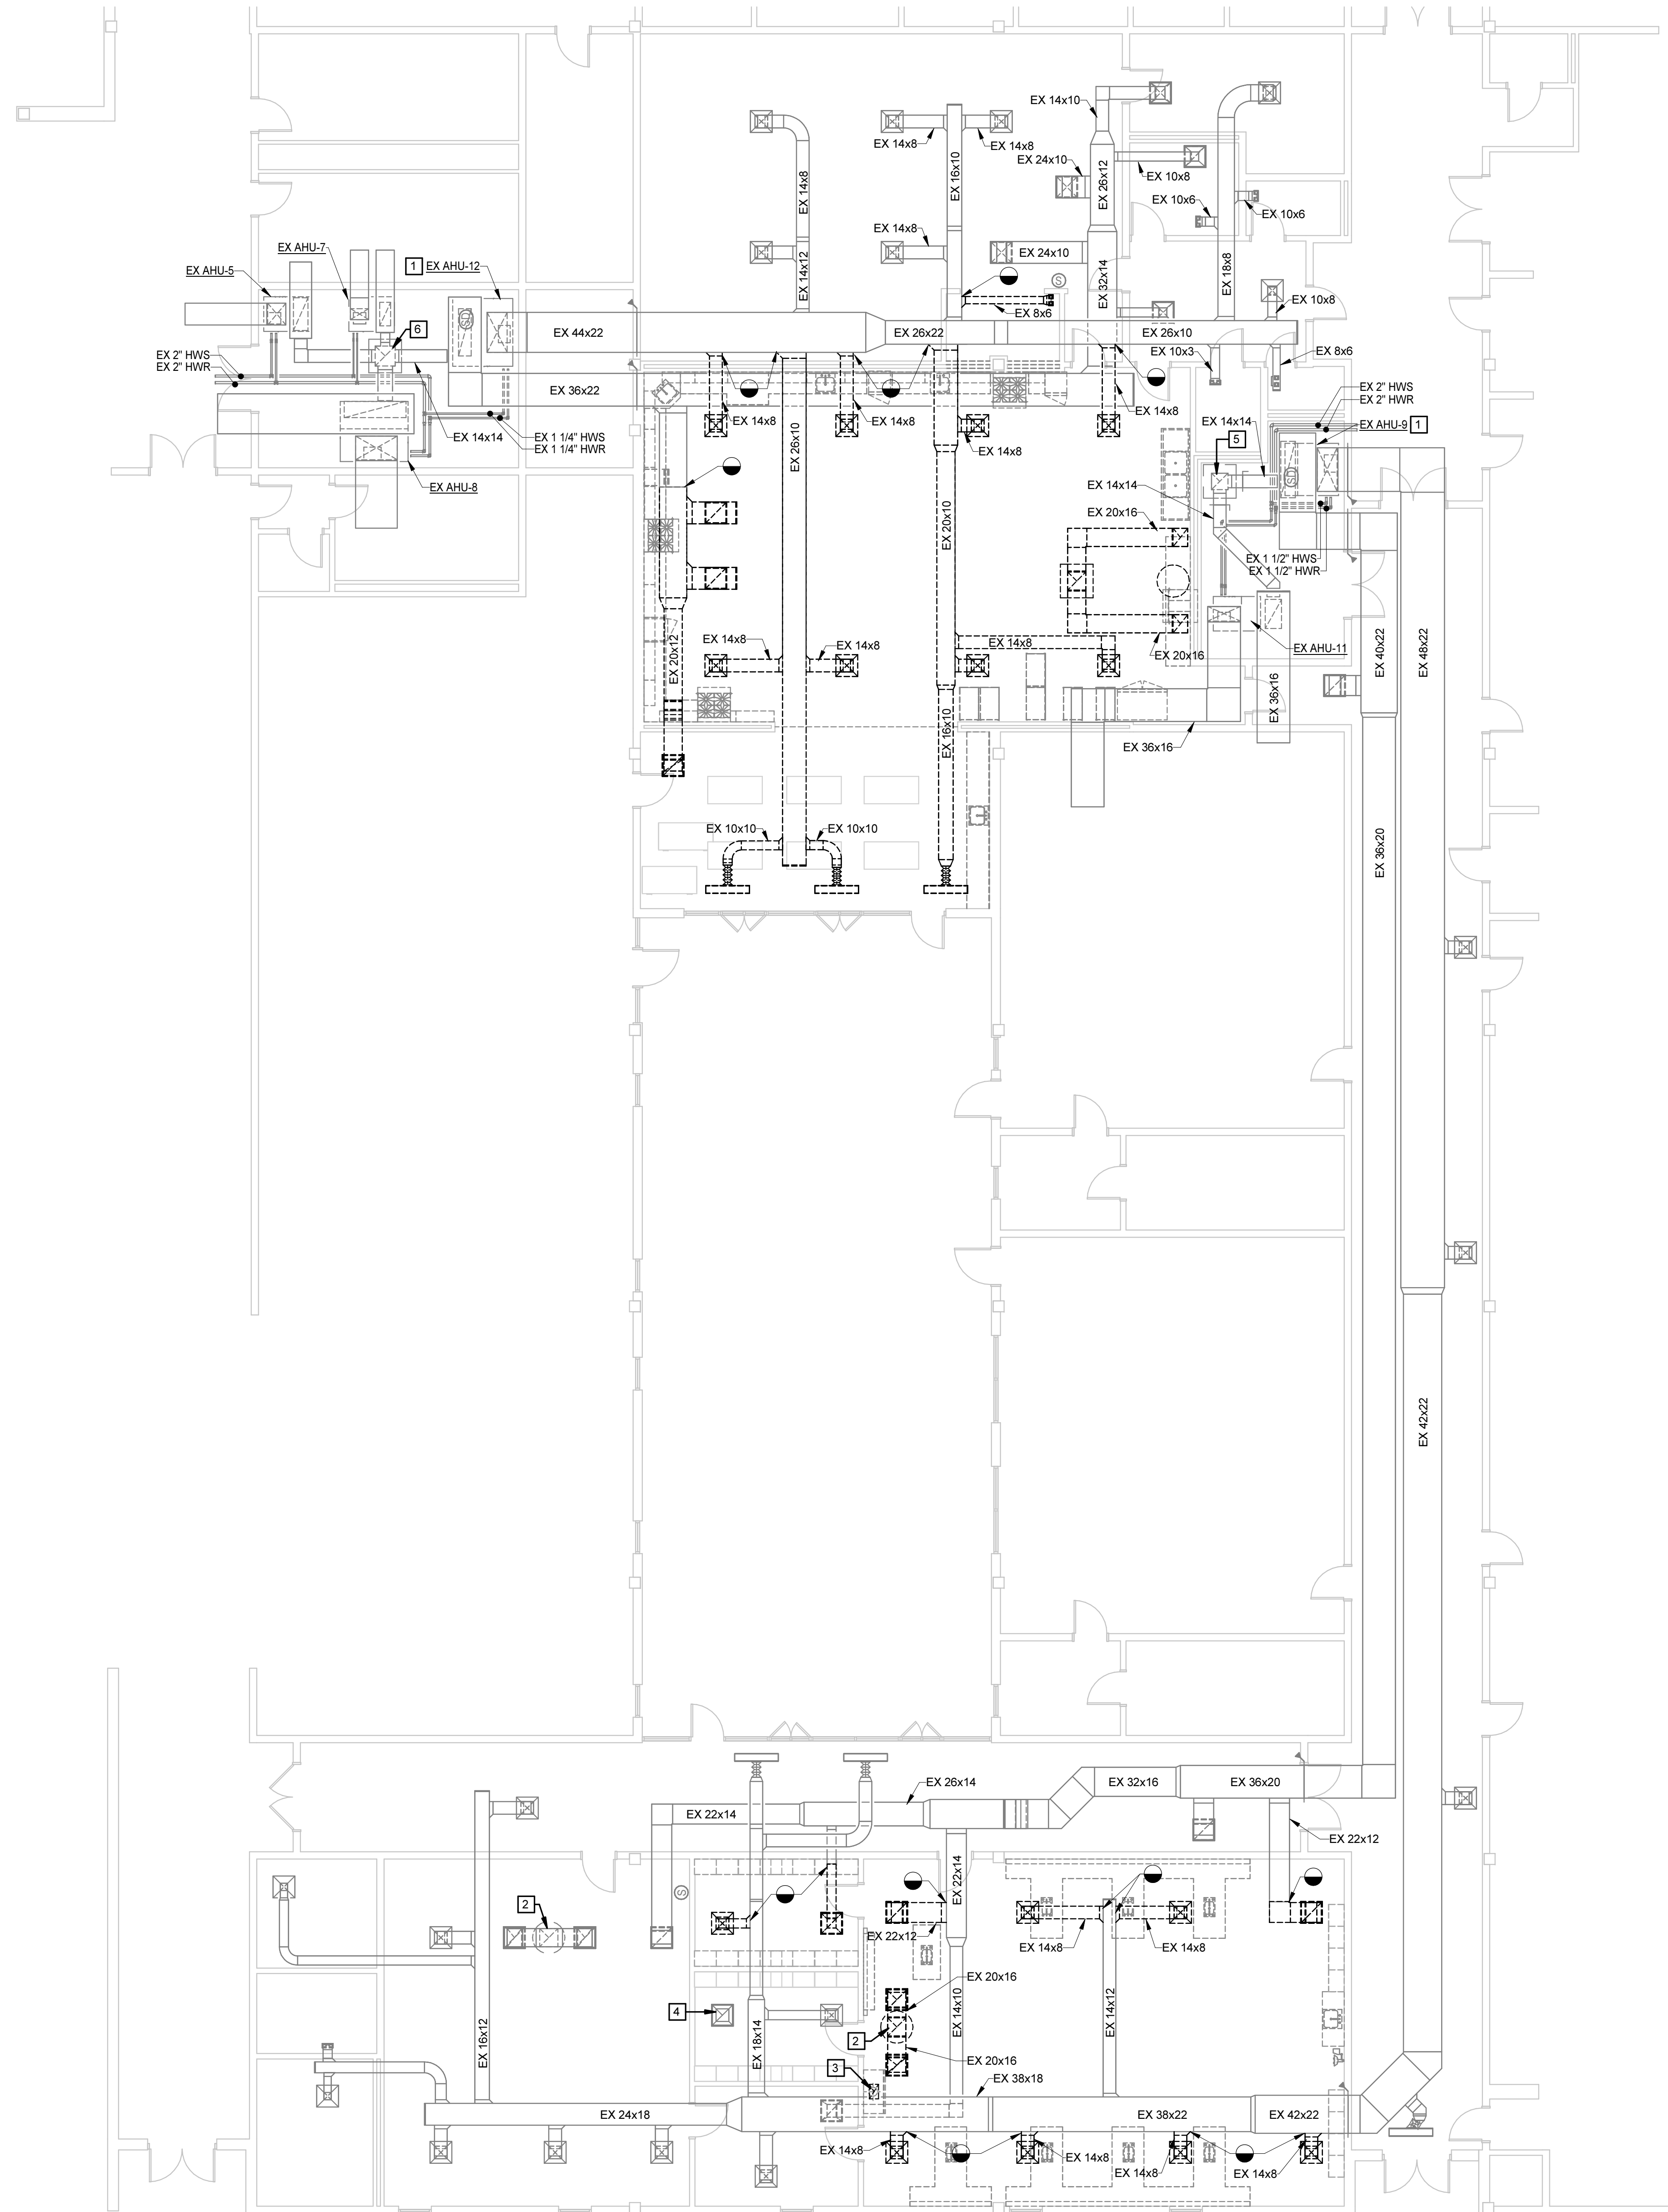 EX 14x10
EX 14x8
EX 14x8
EX 24x10
EX 10x8
EX 14x8
EX 16x10
EX 26x12
EX 10x6
EX 10x6
EX 14x8
EX AHU-7
EX AHU-5
1
EX AHU-12
EX 14x12
EX 24x10
EX 32x14
EX 18x8
S
EX 10x8
EX 8x6
SD
6
EX 44x22
EX 26x22
EX 26x10
EX 2" HWS
EX 2" HWR
EX 10x3
EX 8x6
EX 36x22
EX 2" HWS
EX 2" HWR
EX 14x14
EX 1 1/4" HWS
EX 1 1/4" HWR
EX 14x8
EX 14x8
EX 14x8
EX 14x8
EX 14x14
EX AHU-9
1
5
EX 26x10
SD
EX AHU-8
EX 14x14
EX 20x10
EX 20x16
EX 1 1/2" HWS
EX 1 1/2" HWR
EX 14x8
EX 14x8
EX 14x8
EX 20x12
EX 20x16
EX AHU-11
EX 40x22
EX 48x22
EX 36x16
EX 16x10
EX 36x16
EX 10x10
EX 10x10
EX 36x20
EX 42x22
EX 26x14
EX 32x16
EX 36x20
EX 22x14
EX 22x12
EX 22x14
S
2
EX 22x12
EX 14x8
EX 14x8
EX 20x16
4
EX 16x12
EX 18x14
2
EX 14x10
EX 14x12
EX 20x16
3
EX 38x18
EX 24x18
EX 38x22
EX 42x22
EX 14x8
EX 14x8
EX 14x8
EX 14x8